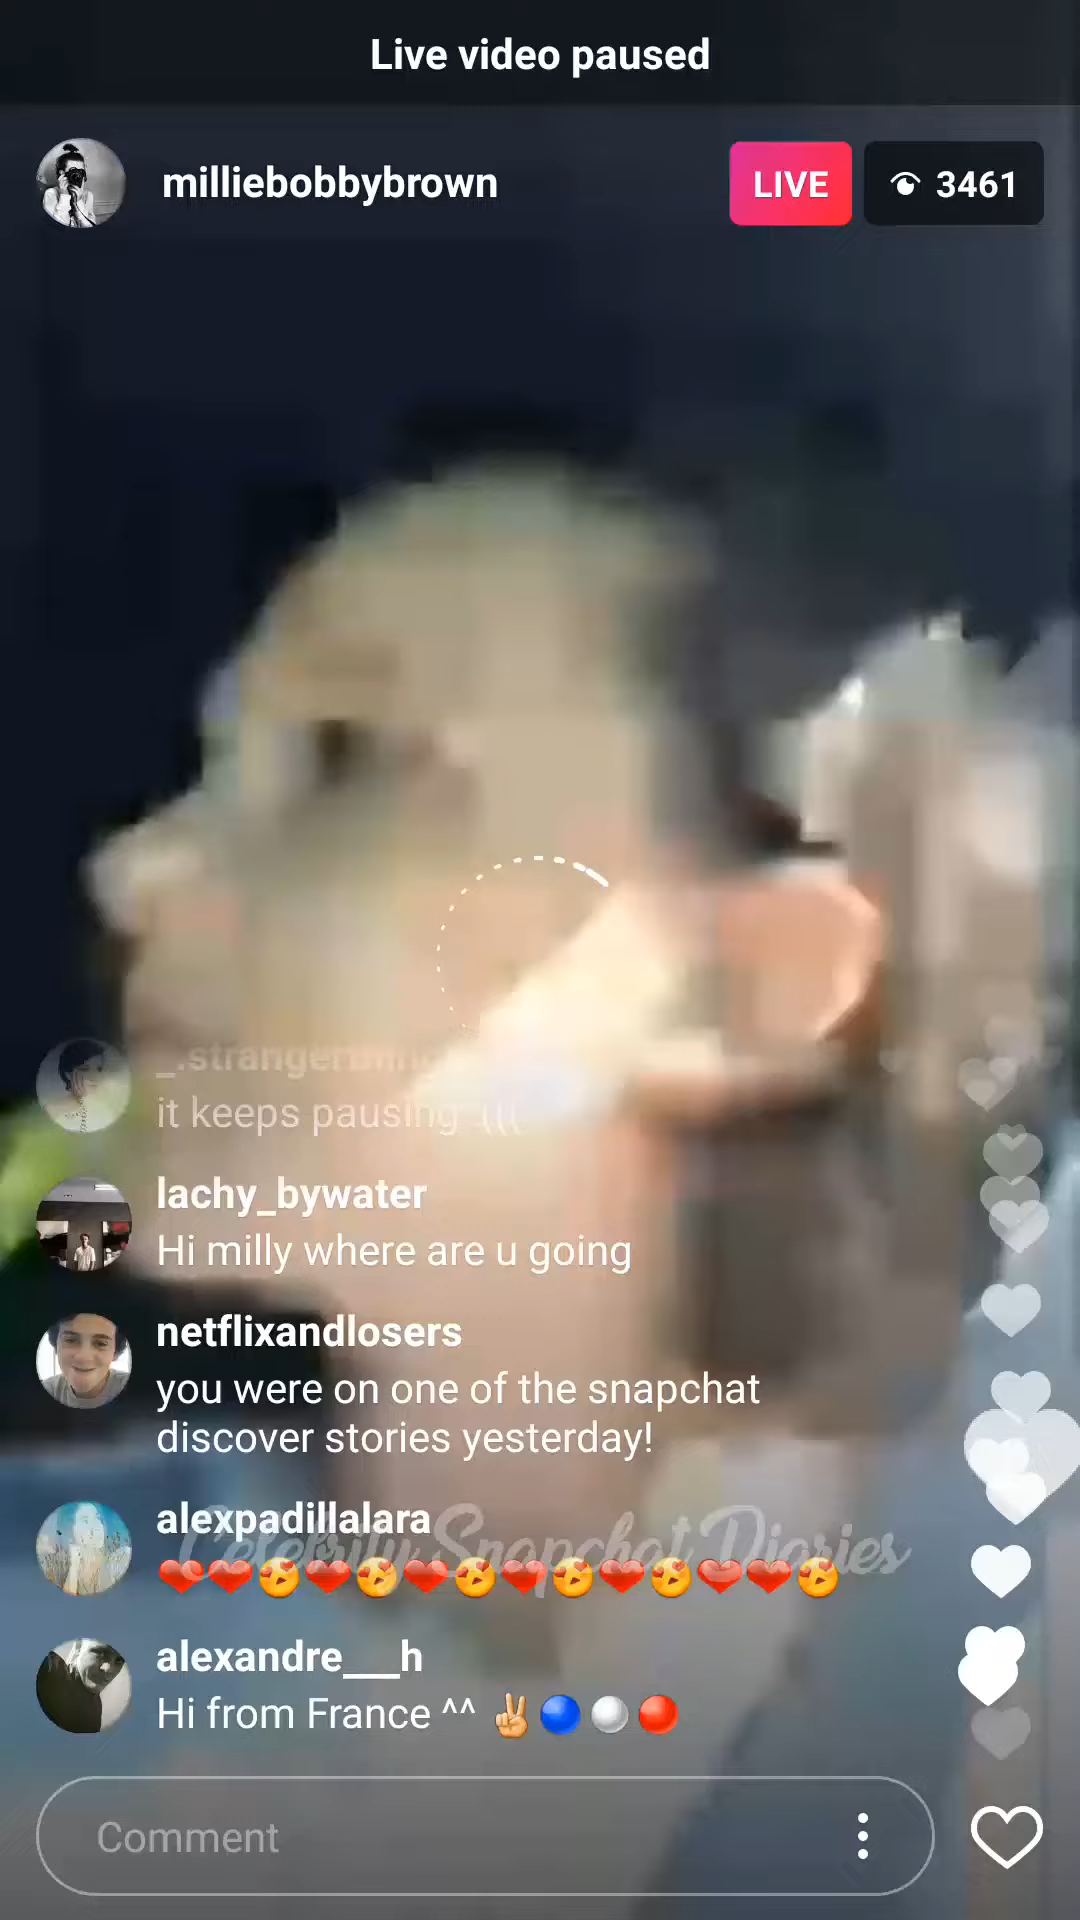 Live video paused
milliebobbybrown
LIVE
3461
it keeps pausing :(((
lachy_bywater
Hi milly where are u going
netflixandlosers
you were on one of the snapchat
discover stories yesterday!
alexpadillalara
Celebrity Snapchat Diaries
❤❤😍❤😍❤😍❤😍❤😍❤❤😍
alexandre___h
Hi from France ^^ ✌🔵⚪🔴
Comment